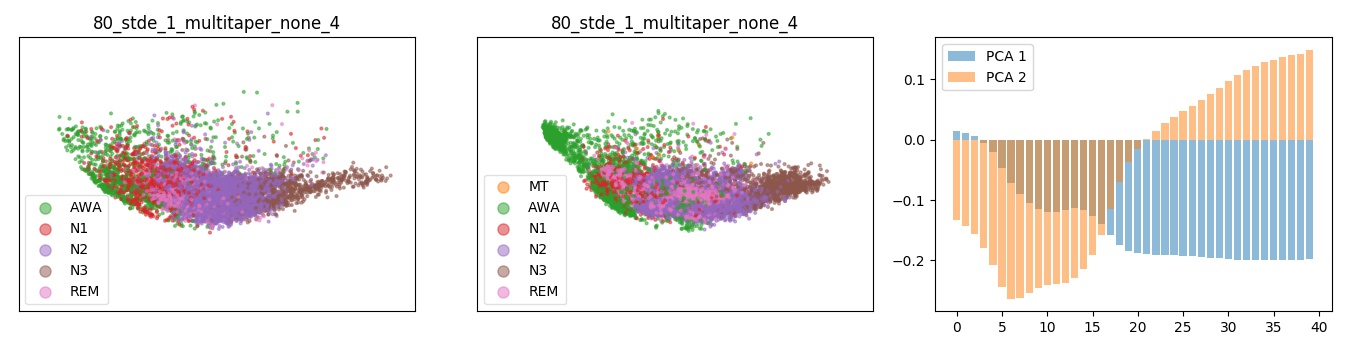 80_stde_1_multitaper_none_4
AWA
N1
N2
N3
REM
80_stde_1_multitaper_none_4
MT
AWA
N1
N2
N3
REM
PCA 1
PCA 2
0.1
0.0
−0.1
−0.2
0 5 10 15 20 25 30 35 40